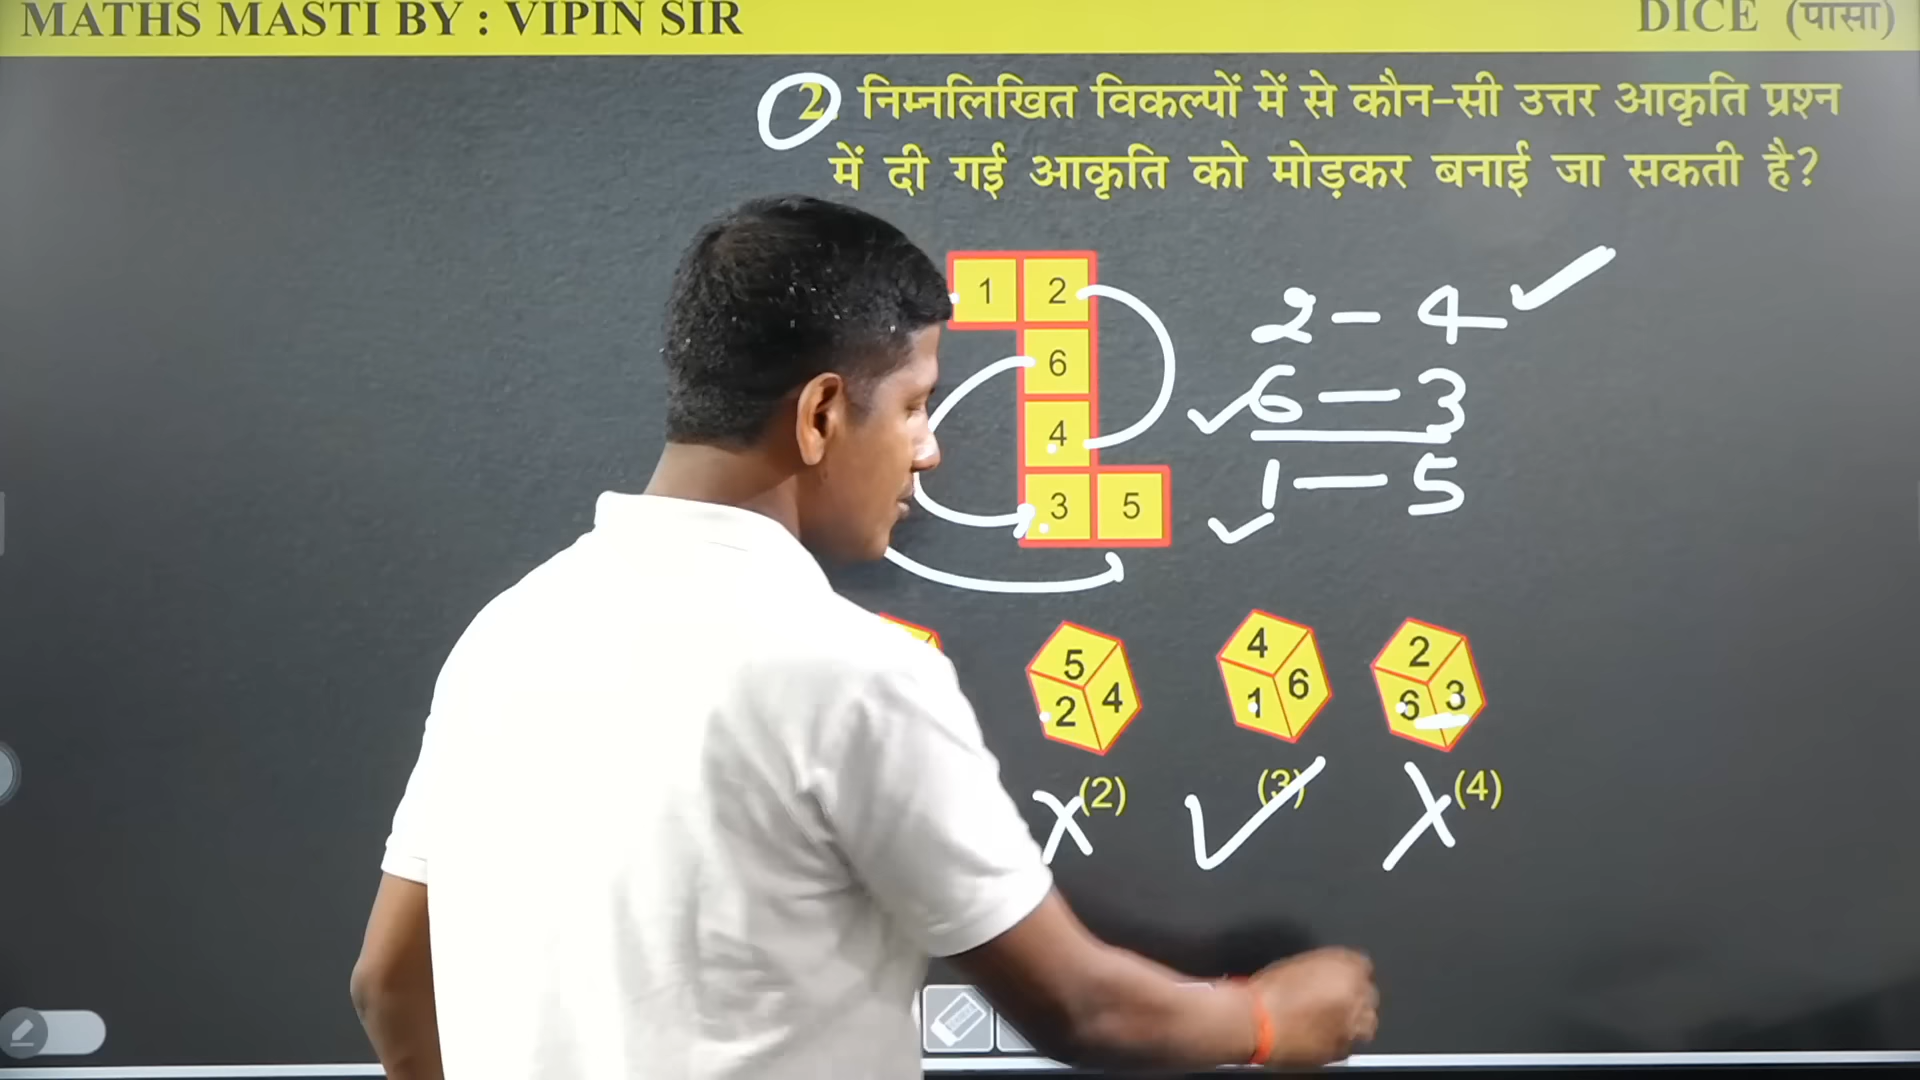 MATHS MASTI BY : VIPIN SIR
DICE (पासा)
2 निम्नलिखित विकल्पों में से कौन-सी उत्तर आकृति प्रश्न
में दी गई आकृति को मोड़कर बनाई जा सकती है?
1 2
6
4
3 5
2 - 4 ✓
✓ 6 - 3
✓ 1 - 5
5 2 4
4 1 6
2 6 3
x (2)
✓ (3)
x (4)